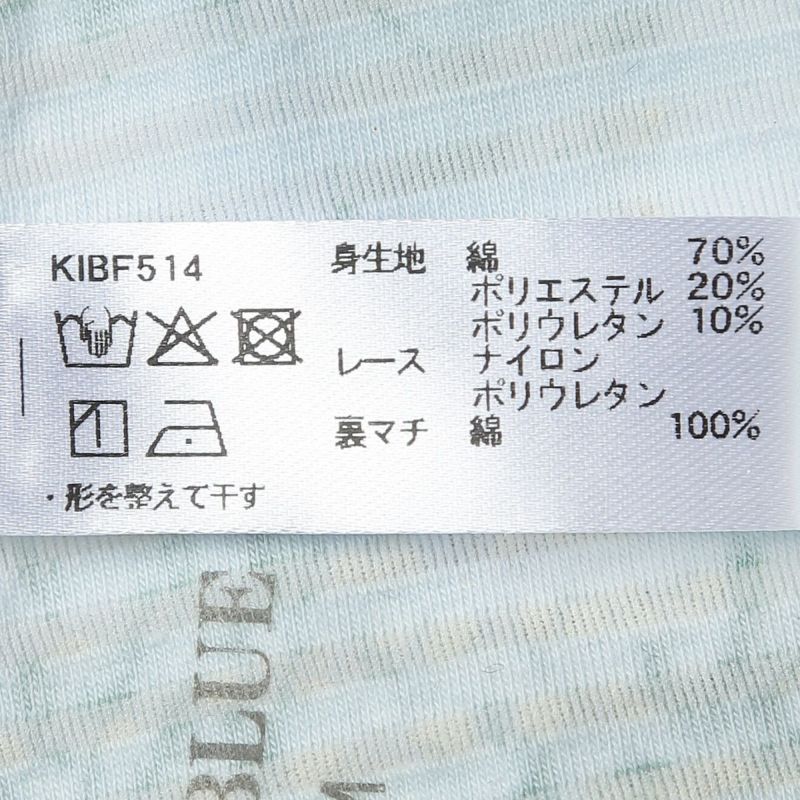 KIBF514
・形を整えて干す
身生地 綿 70%
ポリエステル 20%
ポリウレタン 10%
レース ナイロン
ポリウレタン
裏マチ 綿 100%
BLUE